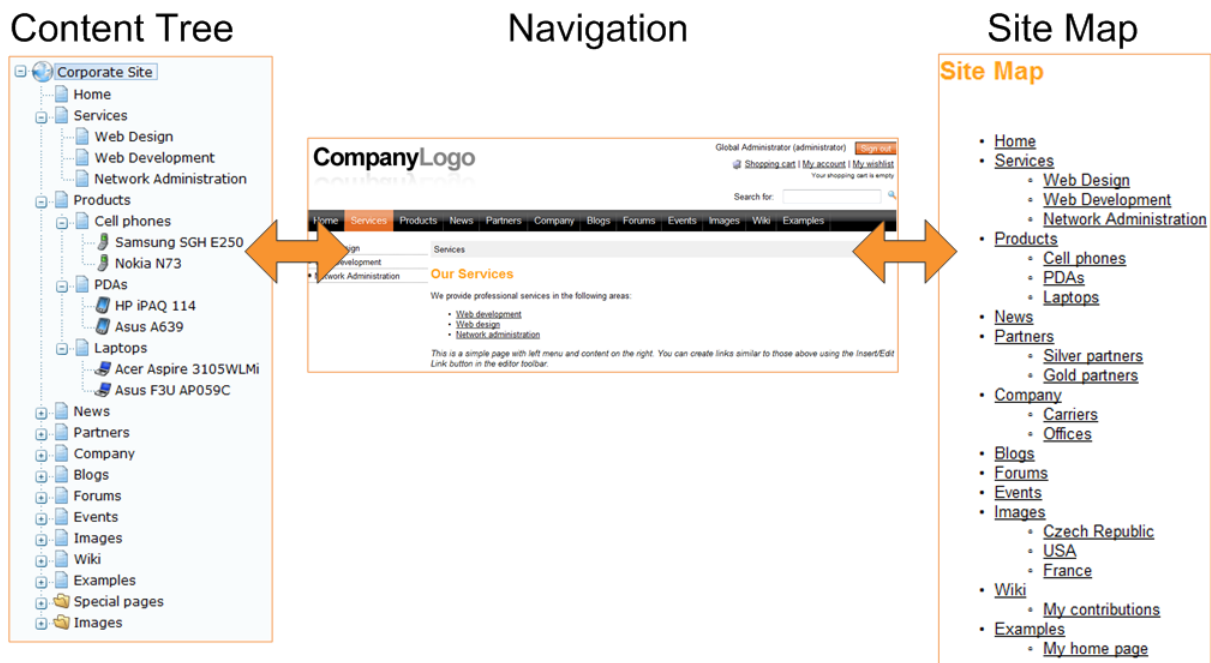 Content Tree
Navigation
Site Map
Corporate Site
Home
Services
Web Design
Web Development
Network Administration
Products
Cell phones
Samsung SGH E250
Nokia N73
PDAs
HP iPAQ 114
Asus A639
Laptops
Acer Aspire 3105WLMi
Asus F3U AP059C
News
Partners
Company
Blogs
Forums
Events
Images
Wiki
Examples
Special pages
Images
CompanyLogo
Global Administrator (administrator) Sign out
Shopping cart | My account | My wishlist
Your shopping cart is empty
Search for:
Home Services Products News Partners Company Blogs Forums Events Images Wiki Examples
Services
Development
Network Administration
Our Services
We provide professional services in the following areas:
• Web development
• Web design
• Network administration
This is a simple page with left menu and content on the right. You can create links similar to those above using the Insert/Edit
Link button in the editor toolbar.
Site Map
• Home
• Services
◦ Web Design
◦ Web Development
◦ Network Administration
• Products
◦ Cell phones
◦ PDAs
◦ Laptops
• News
• Partners
◦ Silver partners
◦ Gold partners
• Company
◦ Carriers
◦ Offices
• Blogs
• Forums
• Events
• Images
◦ Czech Republic
◦ USA
◦ France
• Wiki
◦ My contributions
• Examples
◦ My home page